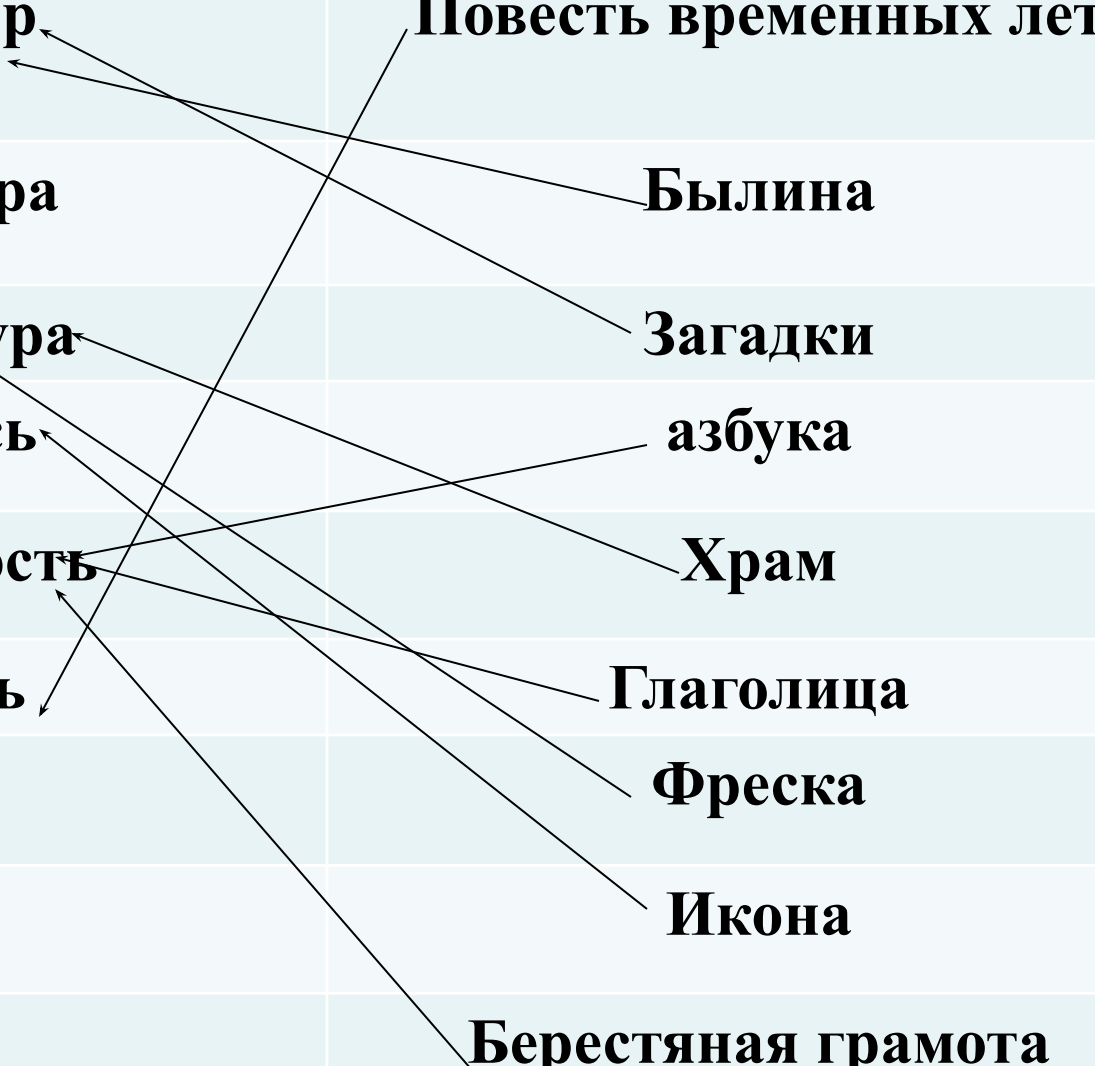 р Повесть временных лет
ра Былина
ура Загадки
сь азбука
ость Храм
ь Глаголица
Фреска
Икона
Берестяная грамота